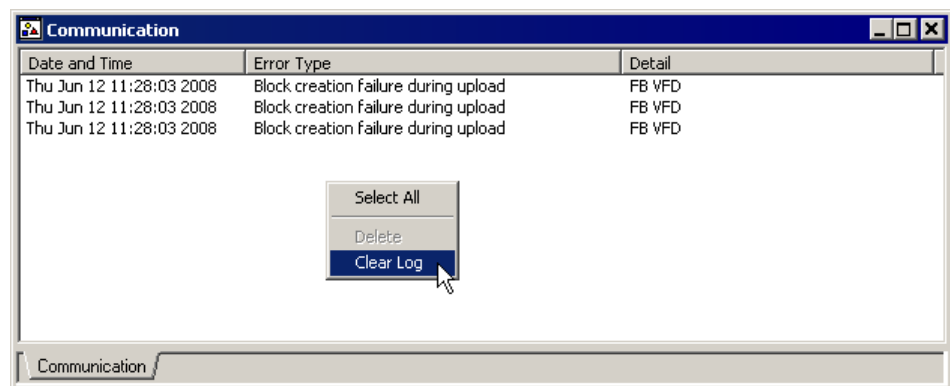 Communication
Date and Time Error Type Detail
Thu Jun 12 11:28:03 2008 Block creation failure during upload FB VFD
Thu Jun 12 11:28:03 2008 Block creation failure during upload FB VFD
Thu Jun 12 11:28:03 2008 Block creation failure during upload FB VFD
Select All
Delete
Clear Log
Communication